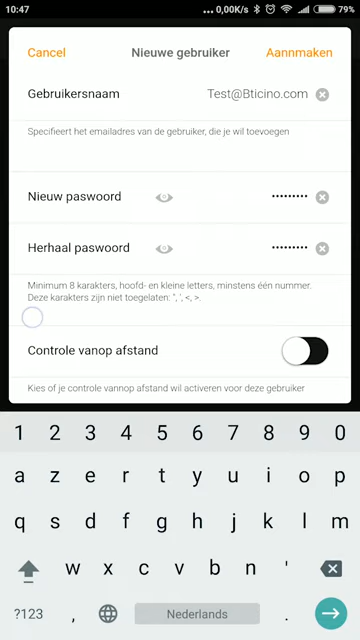 10:47 ... 0,00K/s 79%
Cancel Nieuwe gebruiker Aannmaken
Gebruikersnaam Test@Bticino.com
Specifieert het emailadres van de gebruiker, die je wil toevoegen
Nieuw paswoord •••••••••
Herhaal paswoord •••••••••
Minimum 8 karakters, hoofd- en kleine letters, minstens één nummer.
Deze karakters zijn niet toegelaten: ", ', <, >.
Controle vanop afstand
Kies of je controle vannop afstand wil activeren voor deze gebruiker
1 2 3 4 5 6 7 8 9 0
a z e r t y u i o p
q s d f g h j k l m
w x c v b n '
?123 , Nederlands .